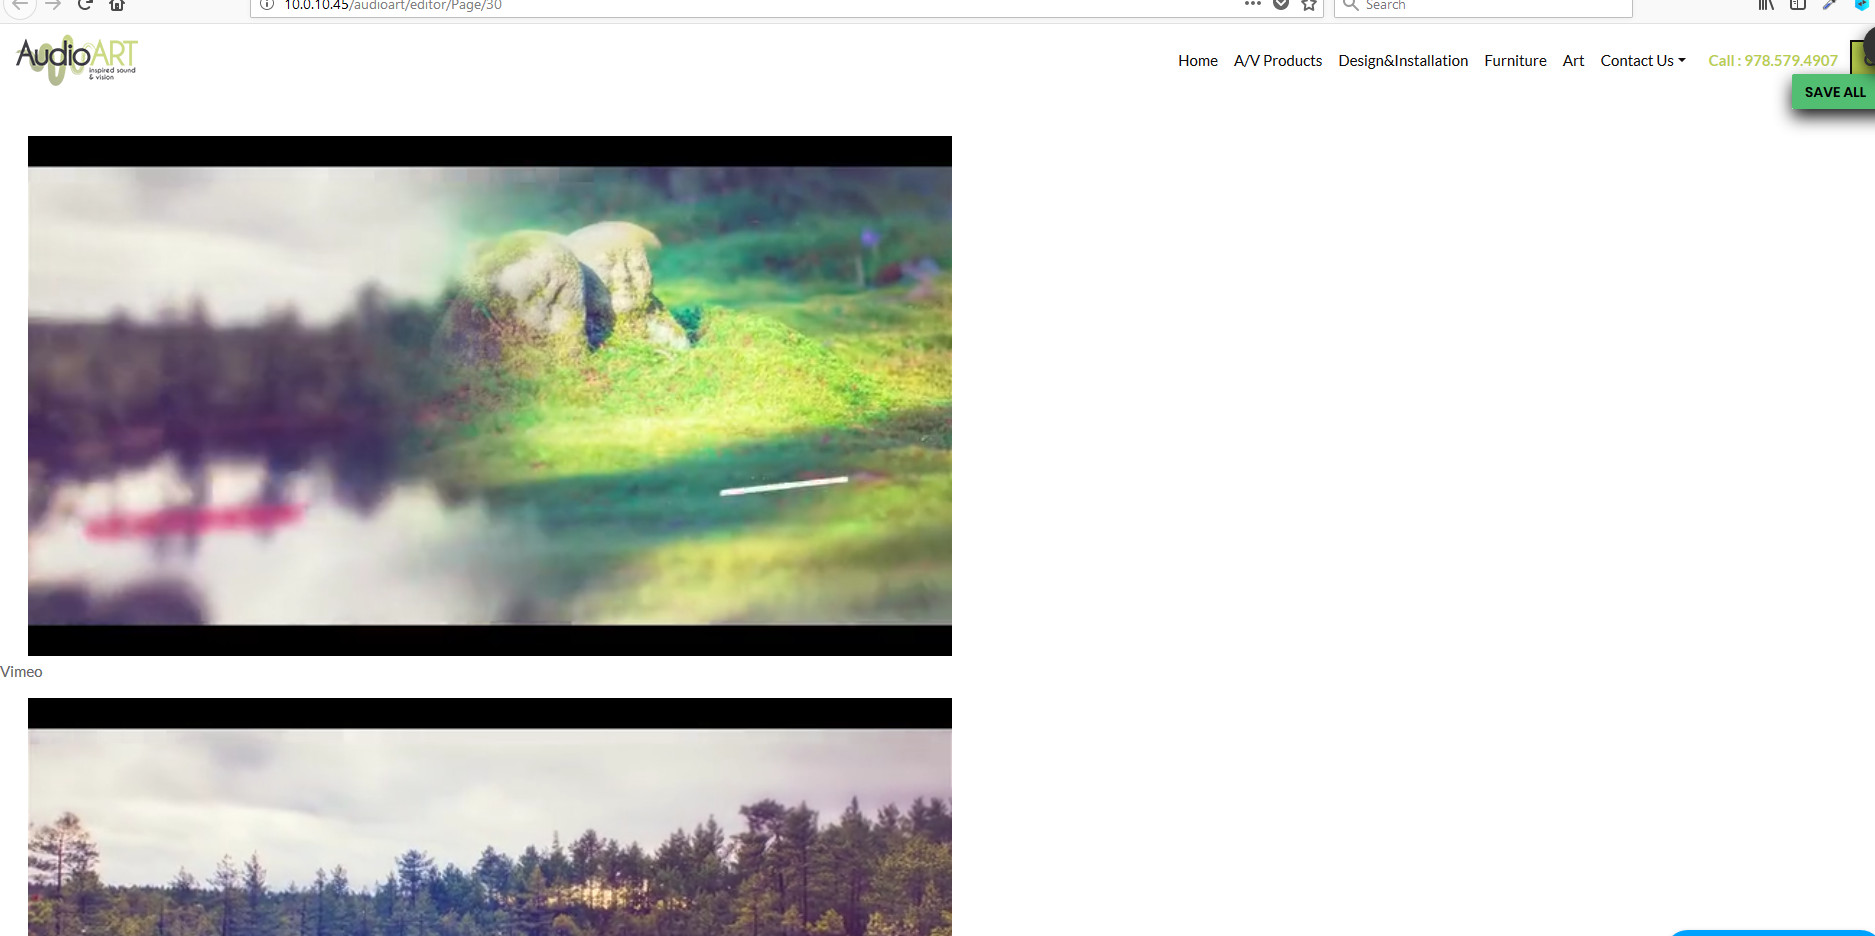 10.0.10.45/audioart/editor/Page/30
Search
AudioART
inspired sound
& vision
Home A/V Products Design&Installation Furniture Art Contact Us Call : 978.579.4907
SAVE ALL
Vimeo